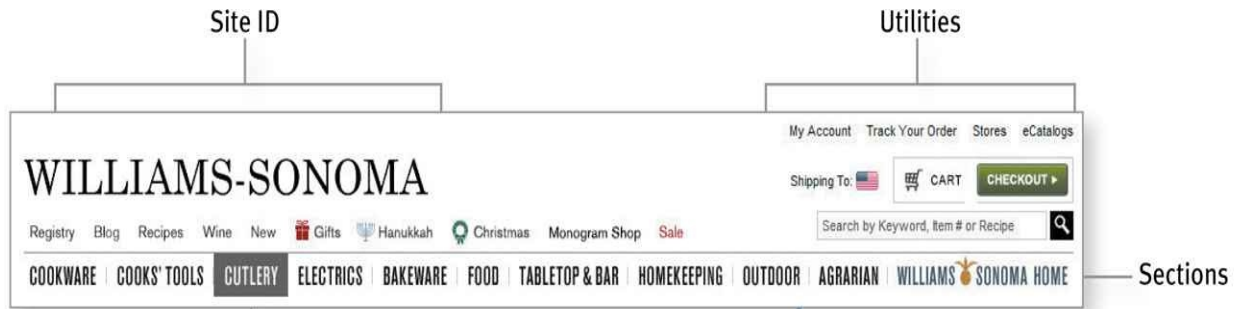 Site ID
Utilities
My Account Track Your Order Stores eCatalogs
WILLIAMS-SONOMA
Shipping To: CART CHECKOUT
Registry Blog Recipes Wine New Gifts Hanukkah Christmas Monogram Shop Sale
Search by Keyword, Item # or Recipe
COOKWARE COOKS' TOOLS CUTLERY ELECTRICS BAKEWARE FOOD TABLETOP & BAR HOMEKEEPING OUTDOOR AGRARIAN WILLIAMS SONOMA HOME
Sections